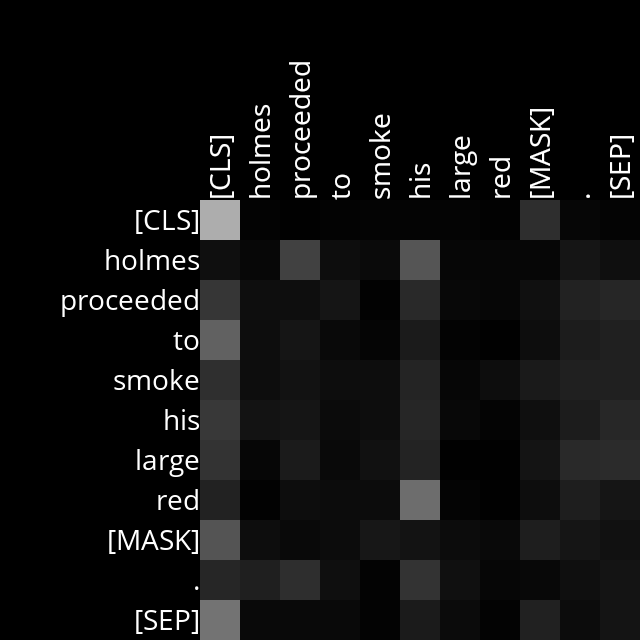 [CLS]
holmes
proceeded
to
smoke
his
large
red
[MASK]
.
[SEP]
[CLS]
holmes
proceeded
to
smoke
his
large
red
[MASK]
.
[SEP]